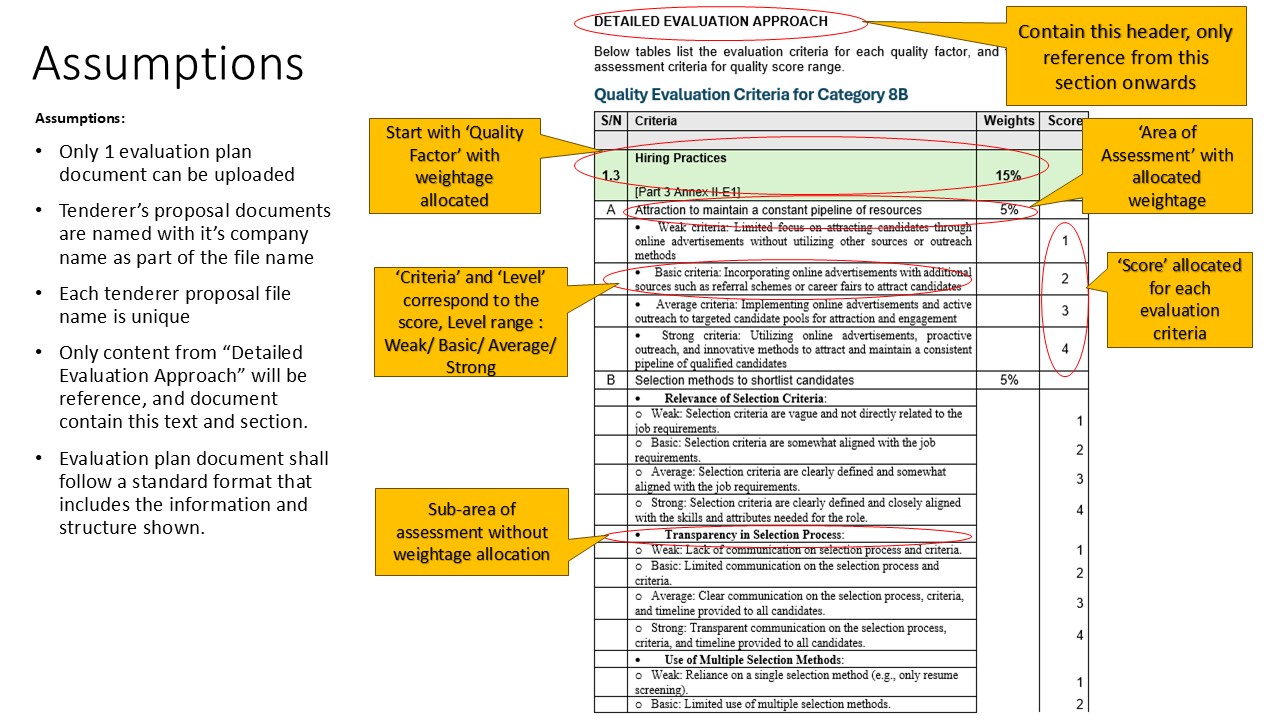 Assumptions
Assumptions:
• Only 1 evaluation plan
document can be uploaded
• Tenderer’s proposal documents
are named with it’s company
name as part of the file name
• Each tenderer proposal file
name is unique
• Only content from “Detailed
Evaluation Approach” will be
reference, and document
contain this text and section.
• Evaluation plan document shall
follow a standard format that
includes the information and
structure shown.
DETAILED EVALUATION APPROACH
Below tables list the evaluation criteria for each quality factor, and
assessment criteria for quality score range.
Contain this header, only
reference from this
section onwards
Quality Evaluation Criteria for Category 8B
S/N Criteria Weights Score
Start with ‘Quality
Factor’ with
weightage
allocated
‘Area of
Assessment’ with
allocated
weightage
Hiring Practices
1.3 15%
[Part 3 Annex II-E1]
A Attraction to maintain a constant pipeline of resources 5%
• Weak criteria: Limited focus on attracting candidates through
online advertisements without utilizing other sources or outreach
methods
1
‘Criteria’ and ‘Level’
correspond to the
score, Level range :
Weak/ Basic/ Average/
Strong
• Basic criteria: Incorporating online advertisements with additional
sources such as referral schemes or career fairs to attract candidates
2
‘Score’ allocated
for each
evaluation
criteria
• Average criteria: Implementing online advertisements and active
outreach to targeted candidate pools for attraction and engagement
3
• Strong criteria: Utilizing online advertisements, proactive
outreach, and innovative methods to attract and maintain a consistent
pipeline of qualified candidates
4
B Selection methods to shortlist candidates 5%
• Relevance of Selection Criteria:
o Weak: Selection criteria are vague and not directly related to the
job requirements.
1
o Basic: Selection criteria are somewhat aligned with the job
requirements.
2
o Average: Selection criteria are clearly defined and somewhat
aligned with the job requirements.
3
o Strong: Selection criteria are clearly defined and closely aligned
with the skills and attributes needed for the role.
4
Sub-area of
assessment without
weightage allocation
• Transparency in Selection Process:
o Weak: Lack of communication on selection process and criteria.
1
o Basic: Limited communication on the selection process and
criteria.
2
o Average: Clear communication on the selection process, criteria,
and timeline provided to all candidates.
3
o Strong: Transparent communication on the selection process,
criteria, and timeline provided to all candidates.
4
• Use of Multiple Selection Methods:
o Weak: Reliance on a single selection method (e.g., only resume
screening).
1
o Basic: Limited use of multiple selection methods.
2